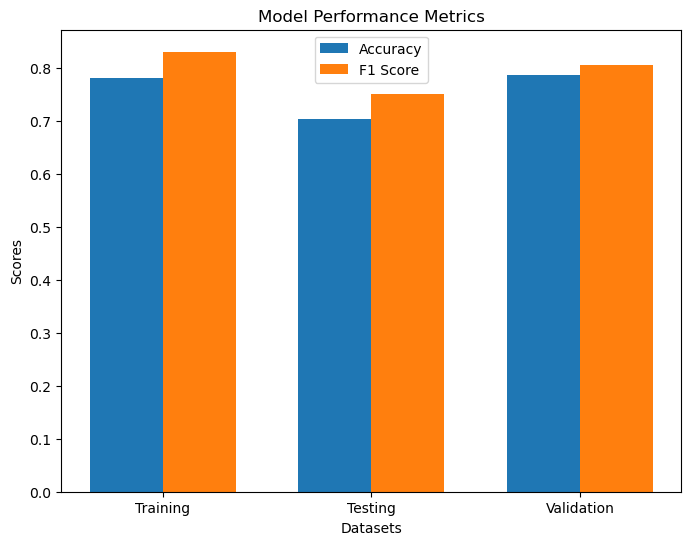 Model Performance Metrics
Accuracy
F1 Score
Scores
0.8
0.7
0.6
0.5
0.4
0.3
0.2
0.1
0.0
Training
Testing
Validation
Datasets